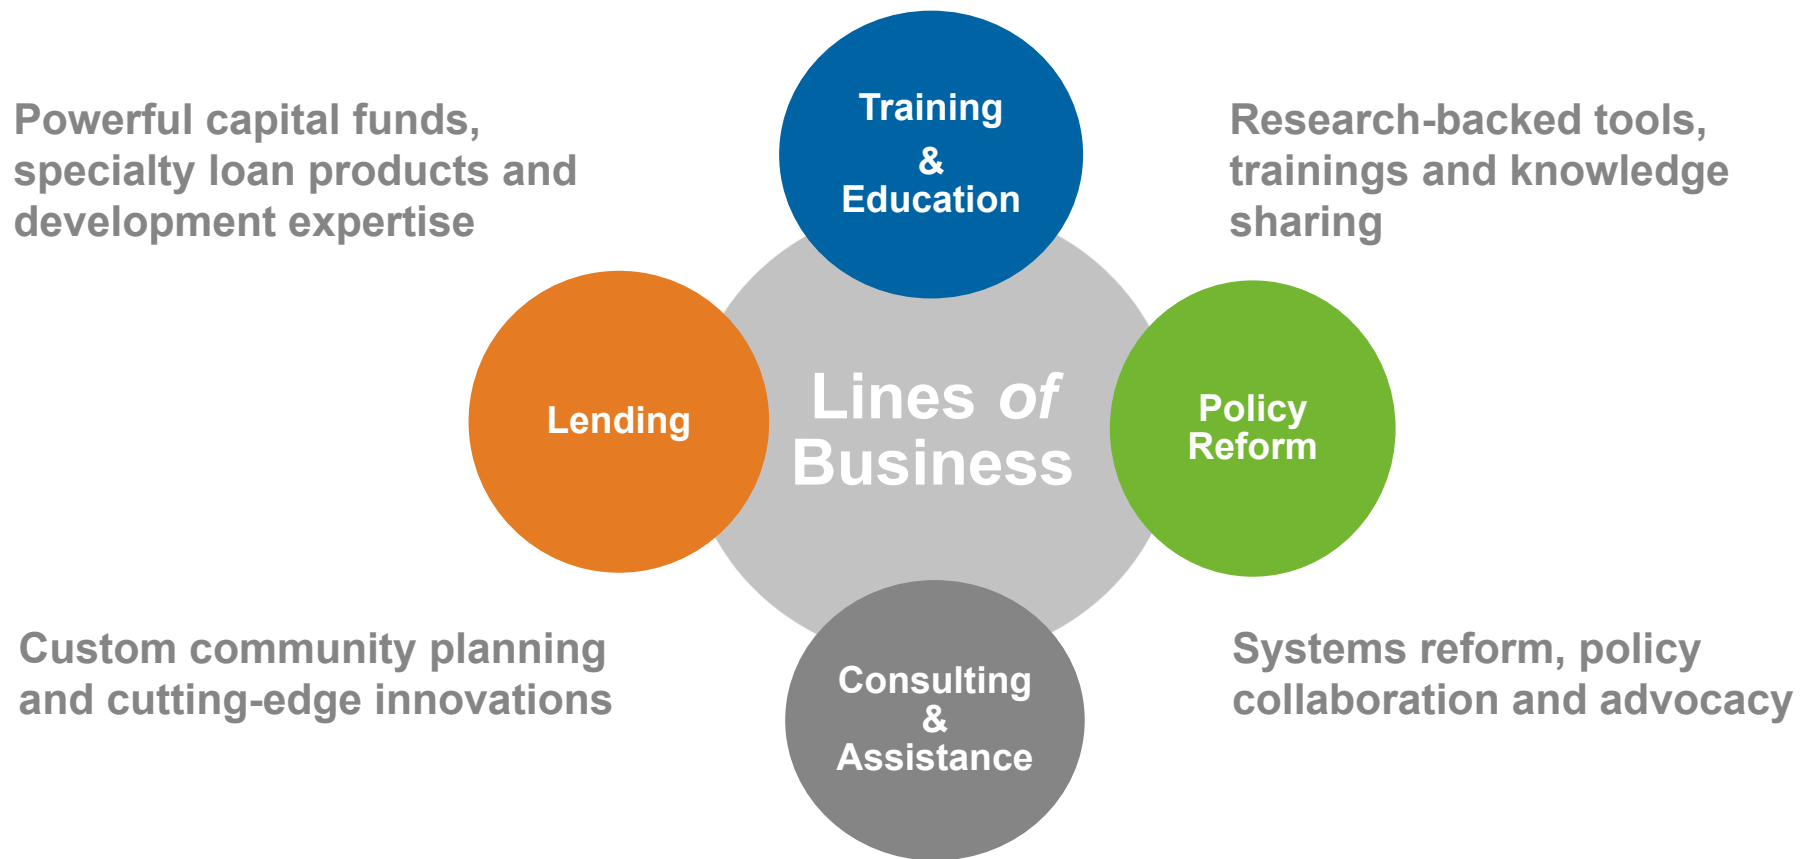 Training
&
Education
Powerful capital funds,
specialty loan products and
development expertise
Research-backed tools,
trainings and knowledge
sharing
Lending
Lines of
Business
Policy
Reform
Custom community planning
and cutting-edge innovations
Consulting
&
Assistance
Systems reform, policy
collaboration and advocacy